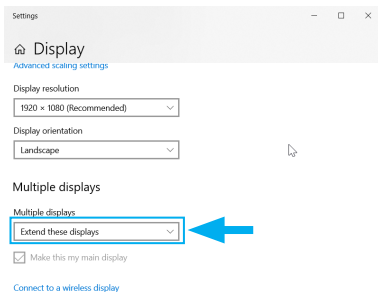 Settings
Display
Advanced scaling settings
Display resolution
1920 × 1080 (Recommended)
Display orientation
Landscape
Multiple displays
Multiple displays
Extend these displays
Make this my main display
Connect to a wireless display